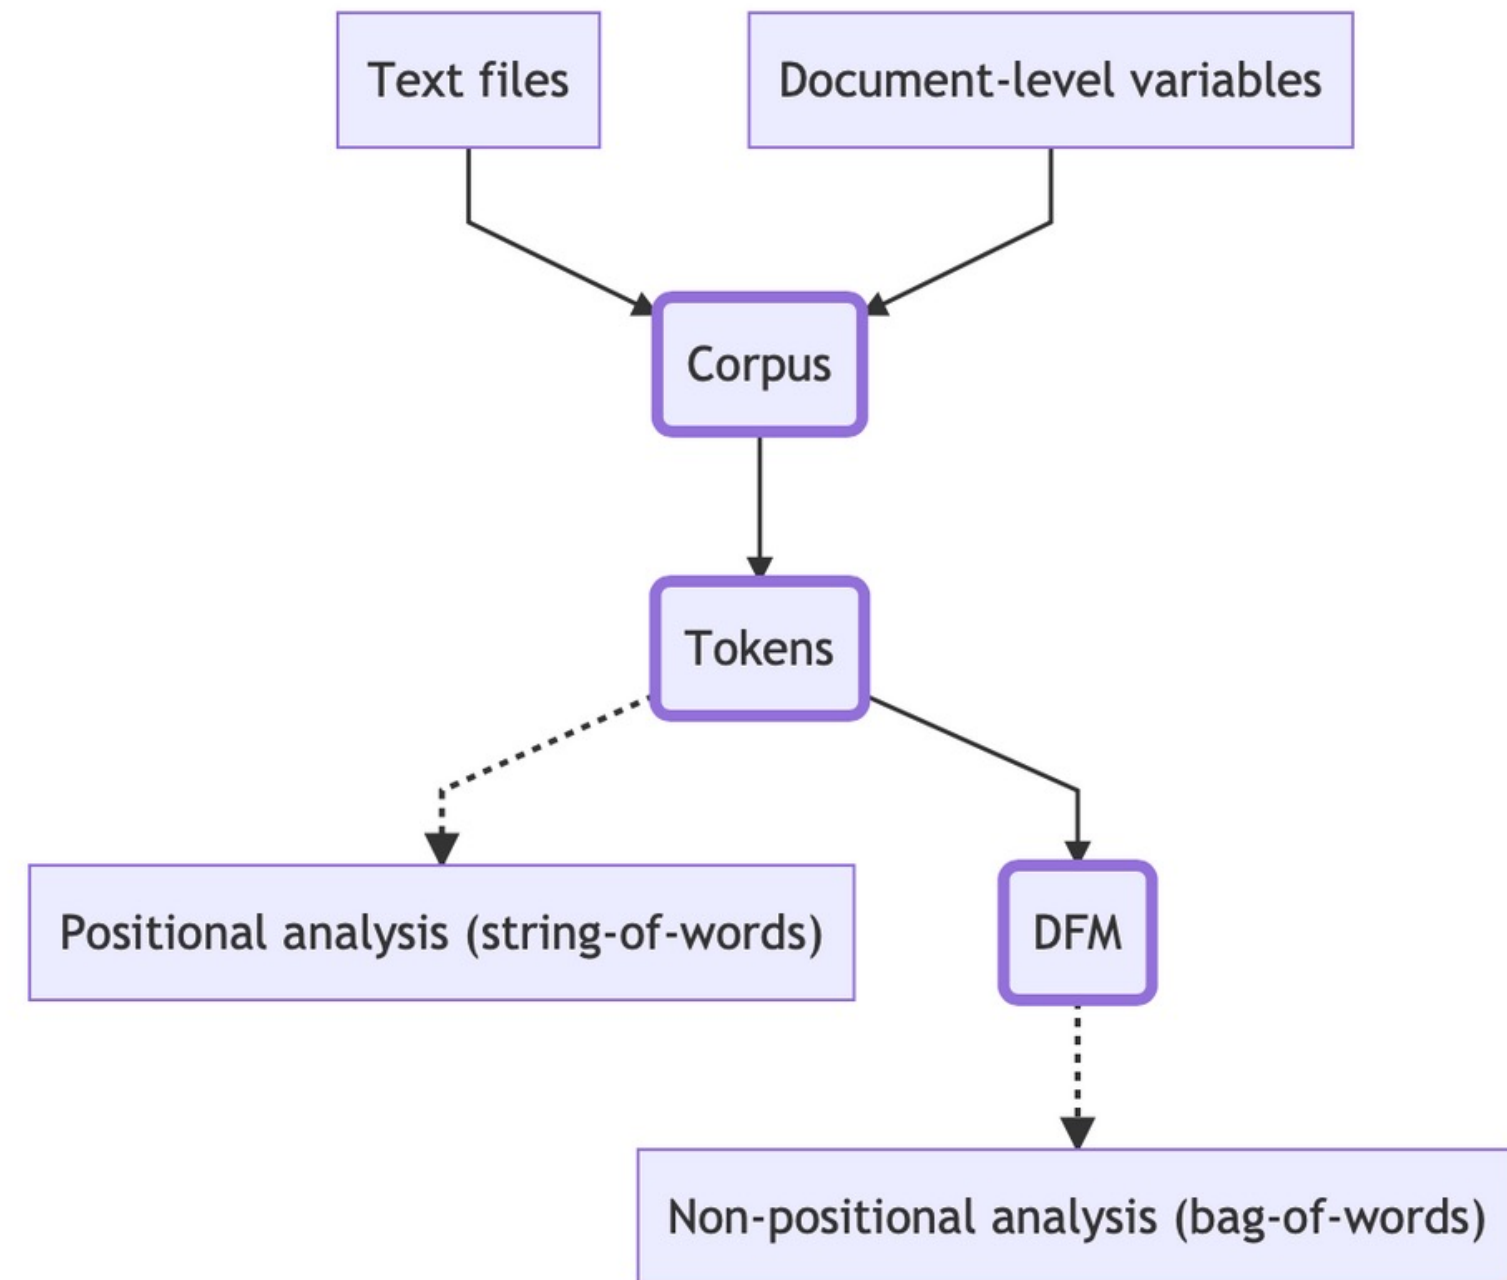 Text files
Document-level variables
Corpus
Tokens
Positional analysis (string-of-words)
DFM
Non-positional analysis (bag-of-words)